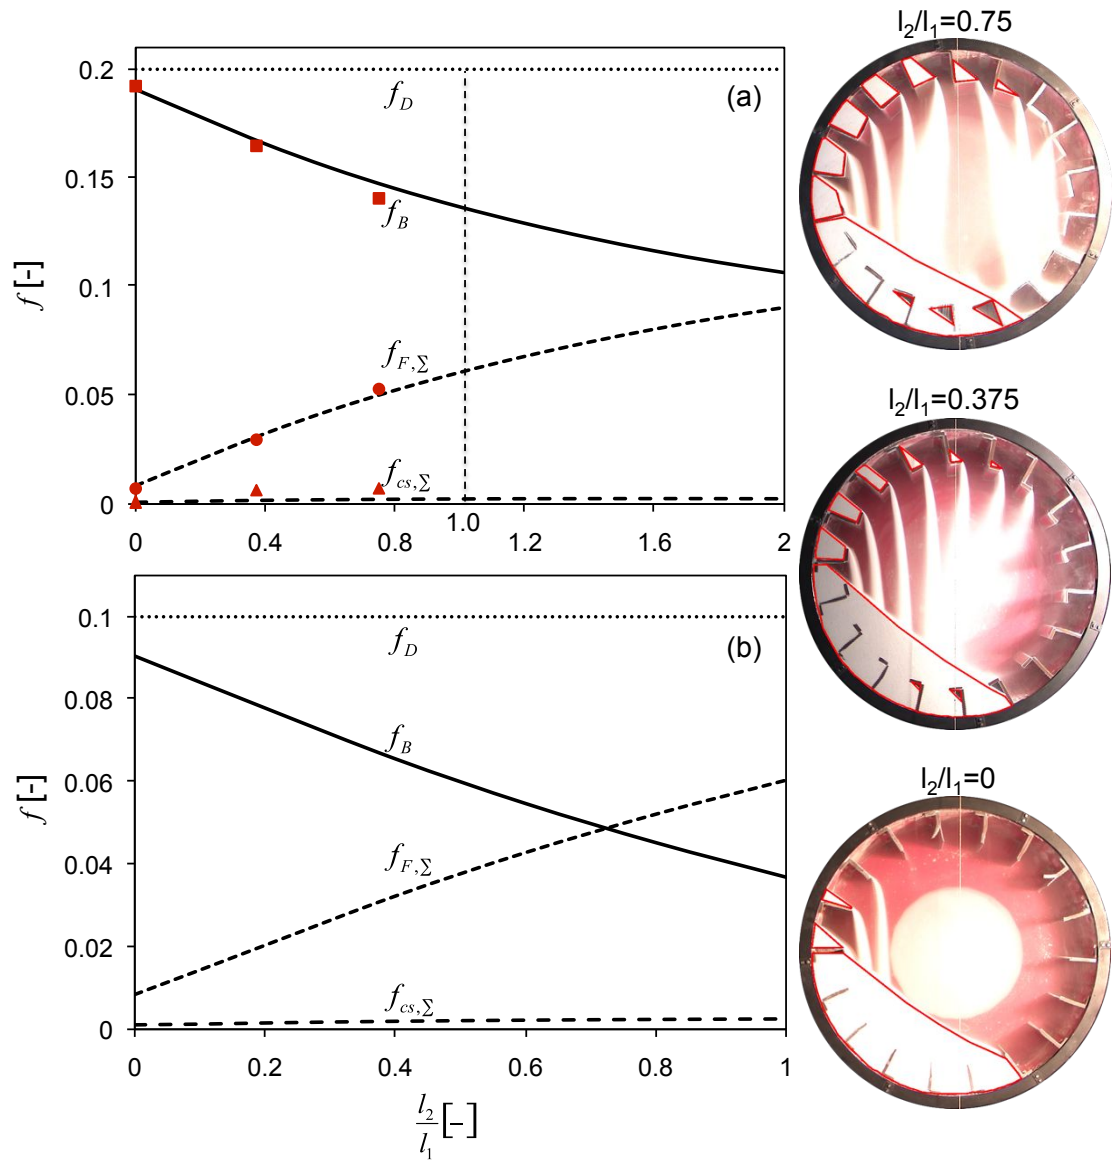 l₂/l₁=0.75
0.2
f_D
(a)
0.15
f_B
f [-]
0.1
f_F,Σ
0.05
f_cs,Σ
0
1.0
0 0.4 0.8 1.2 1.6 2
l₂/l₁=0.375
0.1
f_D
(b)
f_B
0.08
0.06
f [-]
f_F,Σ
0.04
0.02
f_cs,Σ
0
0 0.2 0.4 0.6 0.8 1
l₂/l₁ [-]
l₂/l₁=0